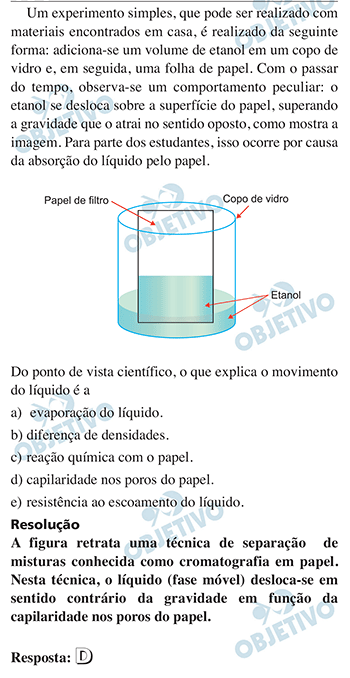 Um experimento simples, que pode ser realizado com
materiais encontrados em casa, é realizado da seguinte
forma: adiciona-se um volume de etanol em um copo de
vidro e, em seguida, uma folha de papel. Com o passar
do tempo, observa-se um comportamento peculiar: o
etanol se desloca sobre a superfície do papel, superando
a gravidade que o atrai no sentido oposto, como mostra a
imagem. Para parte dos estudantes, isso ocorre por causa
da absorção do líquido pelo papel.
Papel de filtro
Copo de vidro
Etanol
Do ponto de vista científico, o que explica o movimento
do líquido é a
a) evaporação do líquido.
b) diferença de densidades.
c) reação química com o papel.
d) capilaridade nos poros do papel.
e) resistência ao escoamento do líquido.
Resolução
A figura retrata uma técnica de separação de
misturas conhecida como cromatografia em papel.
Nesta técnica, o líquido (fase móvel) desloca-se em
sentido contrário da gravidade em função da
capilaridade nos poros do papel.
Resposta: D
OBJETIVO
OBJETIVO
OBJETIVO
OBJETIVO
OBJETIVO
OBJETIVO